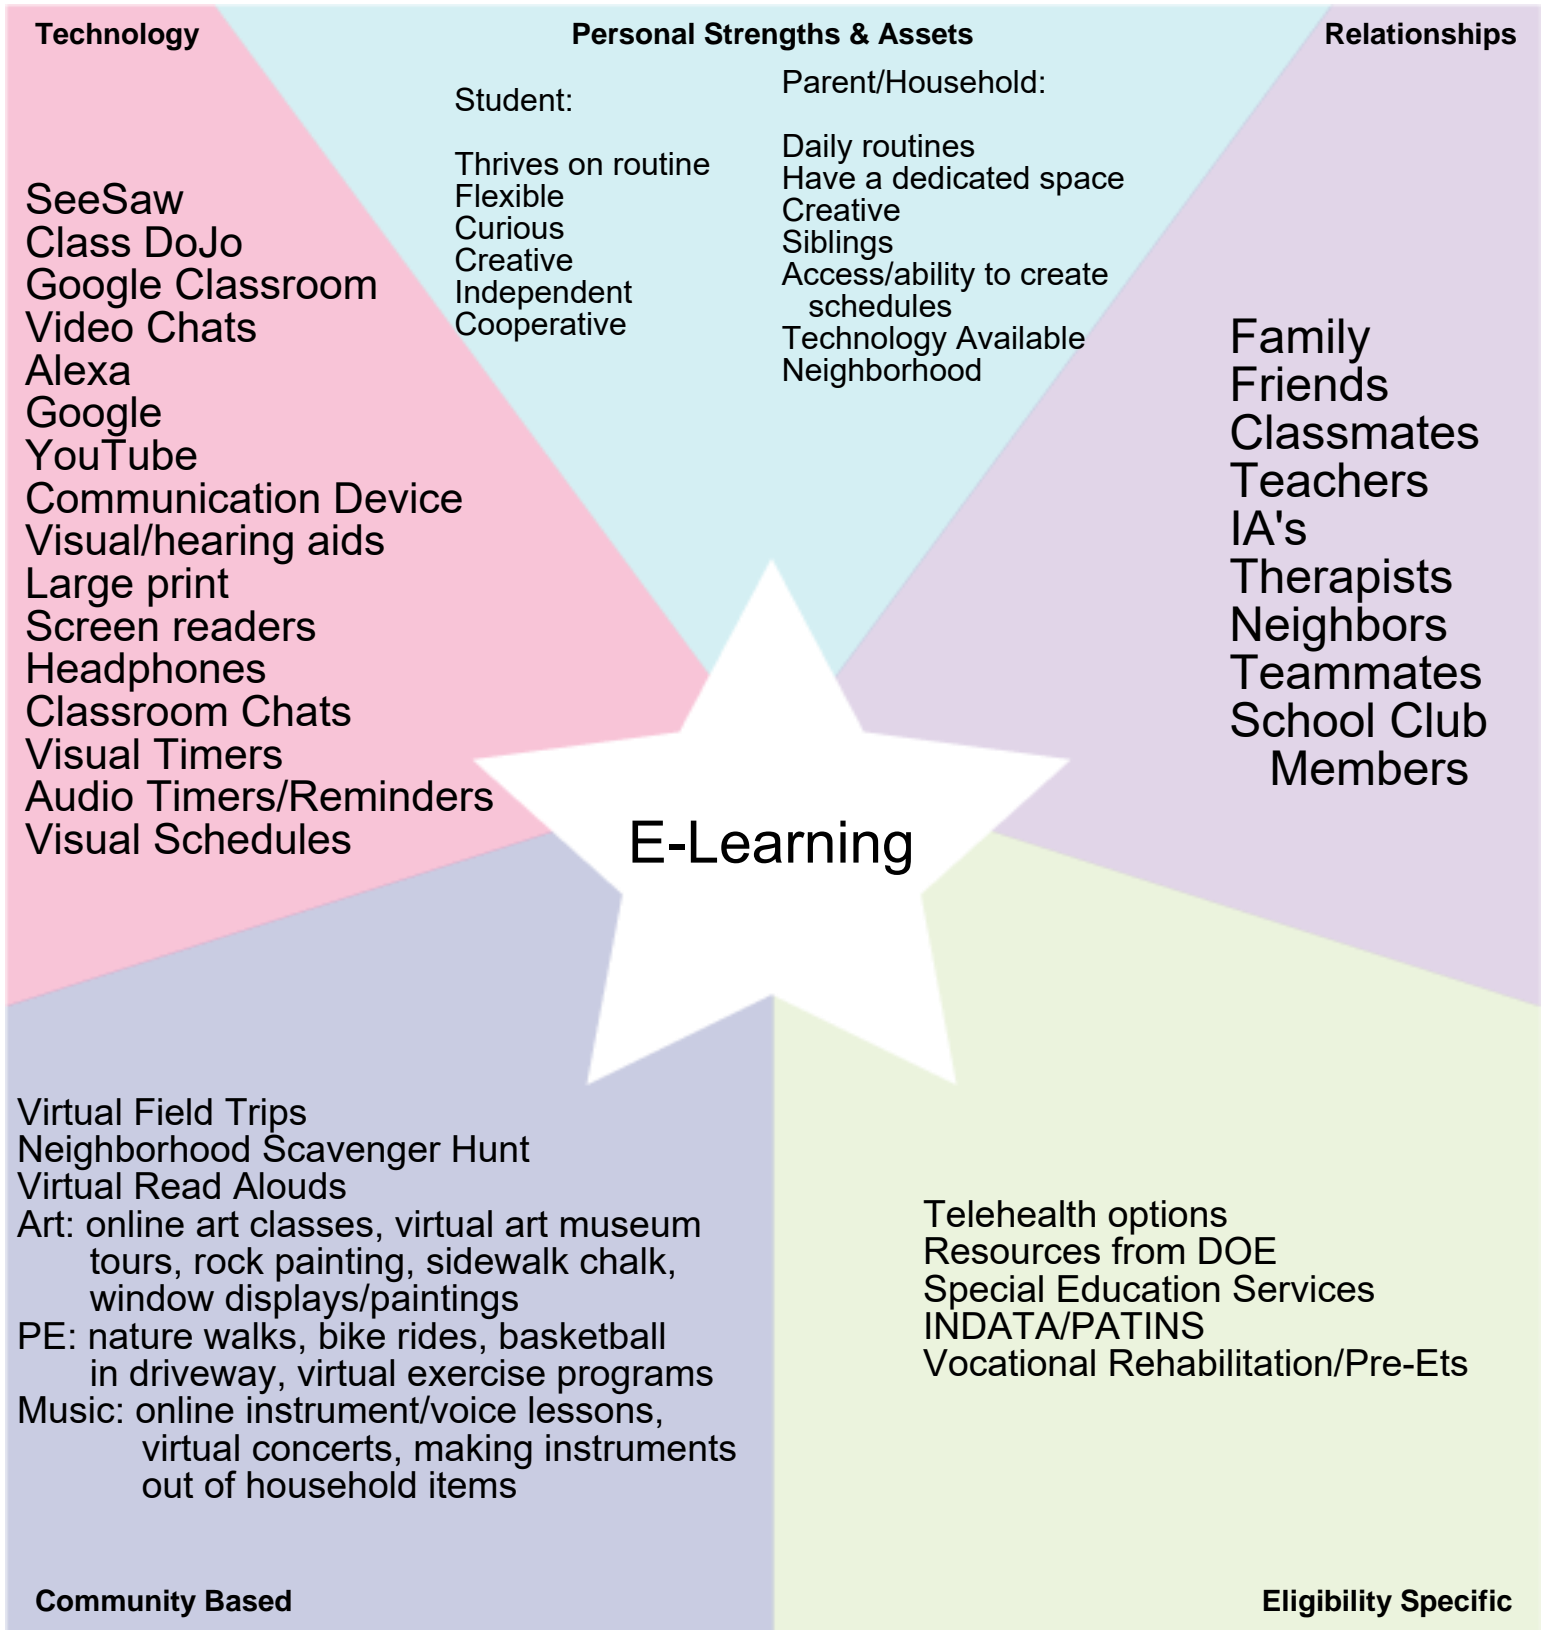 Technology
SeeSaw
Class DoJo
Google Classroom
Video Chats
Alexa
Google
YouTube
Communication Device
Visual/hearing aids
Large print
Screen readers
Headphones
Classroom Chats
Visual Timers
Audio Timers/Reminders
Visual Schedules
Personal Strengths & Assets
Student:
Thrives on routine
Flexible
Curious
Creative
Independent
Cooperative
Parent/Household:
Daily routines
Have a dedicated space
Creative
Siblings
Access/ability to create
schedules
Technology Available
Neighborhood
Relationships
Family
Friends
Classmates
Teachers
IA's
Therapists
Neighbors
Teammates
School Club
Members
E-Learning
Virtual Field Trips
Neighborhood Scavenger Hunt
Virtual Read Alouds
Art: online art classes, virtual art museum
tours, rock painting, sidewalk chalk,
window displays/paintings
PE: nature walks, bike rides, basketball
in driveway, virtual exercise programs
Music: online instrument/voice lessons,
virtual concerts, making instruments
out of household items
Community Based
Telehealth options
Resources from DOE
Special Education Services
INDATA/PATINS
Vocational Rehabilitation/Pre-Ets
Eligibility Specific